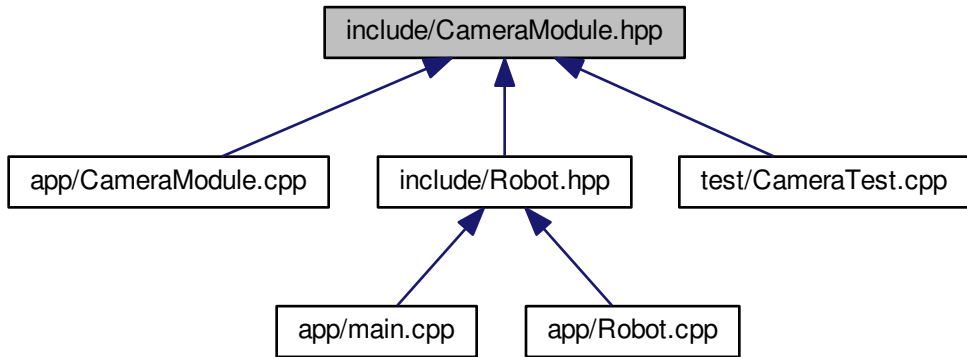 include/CameraModule.hpp
app/CameraModule.cpp
include/Robot.hpp
test/CameraTest.cpp
app/main.cpp
app/Robot.cpp